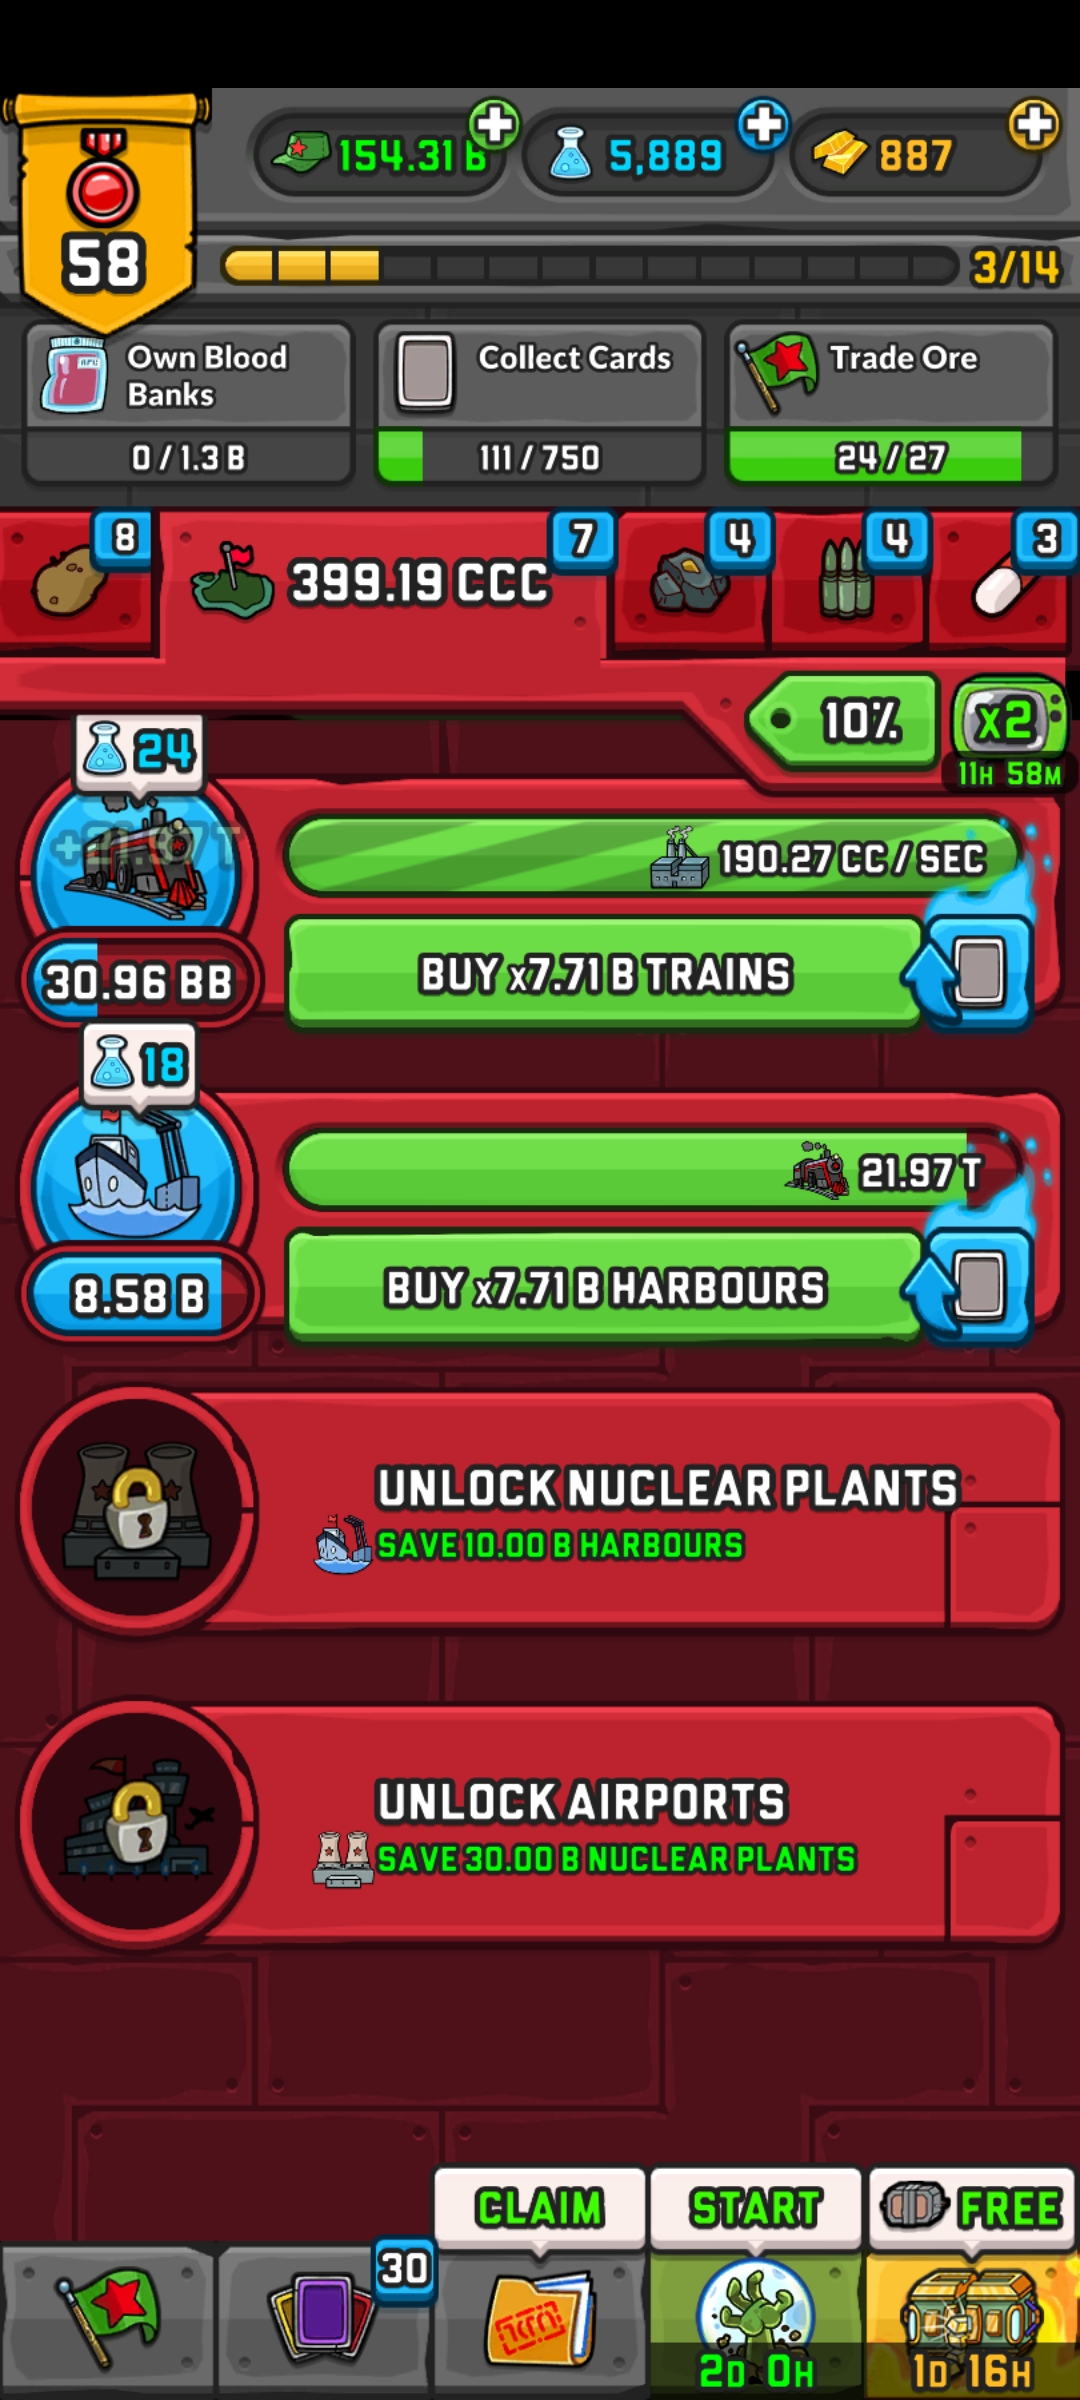 154.31 B
5,889
887
58
3/14
Own Blood
Banks
Collect Cards
Trade Ore
0 / 1.3 B
111 / 750
24 / 27
8
399.19 CCC
7
4
4
3
10%
x2
11H 58M
24
+21.97 T
190.27 CC / SEC
BUY x7.71 B TRAINS
30.96 BB
18
21.97 T
BUY x7.71 B HARBOURS
8.58 B
UNLOCK NUCLEAR PLANTS
SAVE 10.00 B HARBOURS
UNLOCK AIRPORTS
SAVE 30.00 B NUCLEAR PLANTS
CLAIM
START
FREE
30
2D 0H
1D 16H